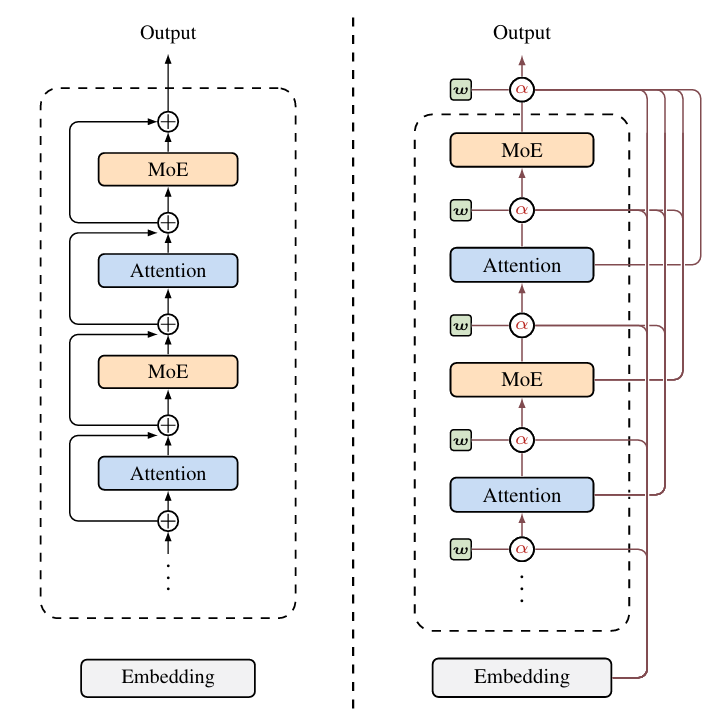 Output
MoE
Attention
MoE
Attention
Embedding
Output
w α
MoE
w α
Attention
w α
MoE
w α
Attention
w α
Embedding